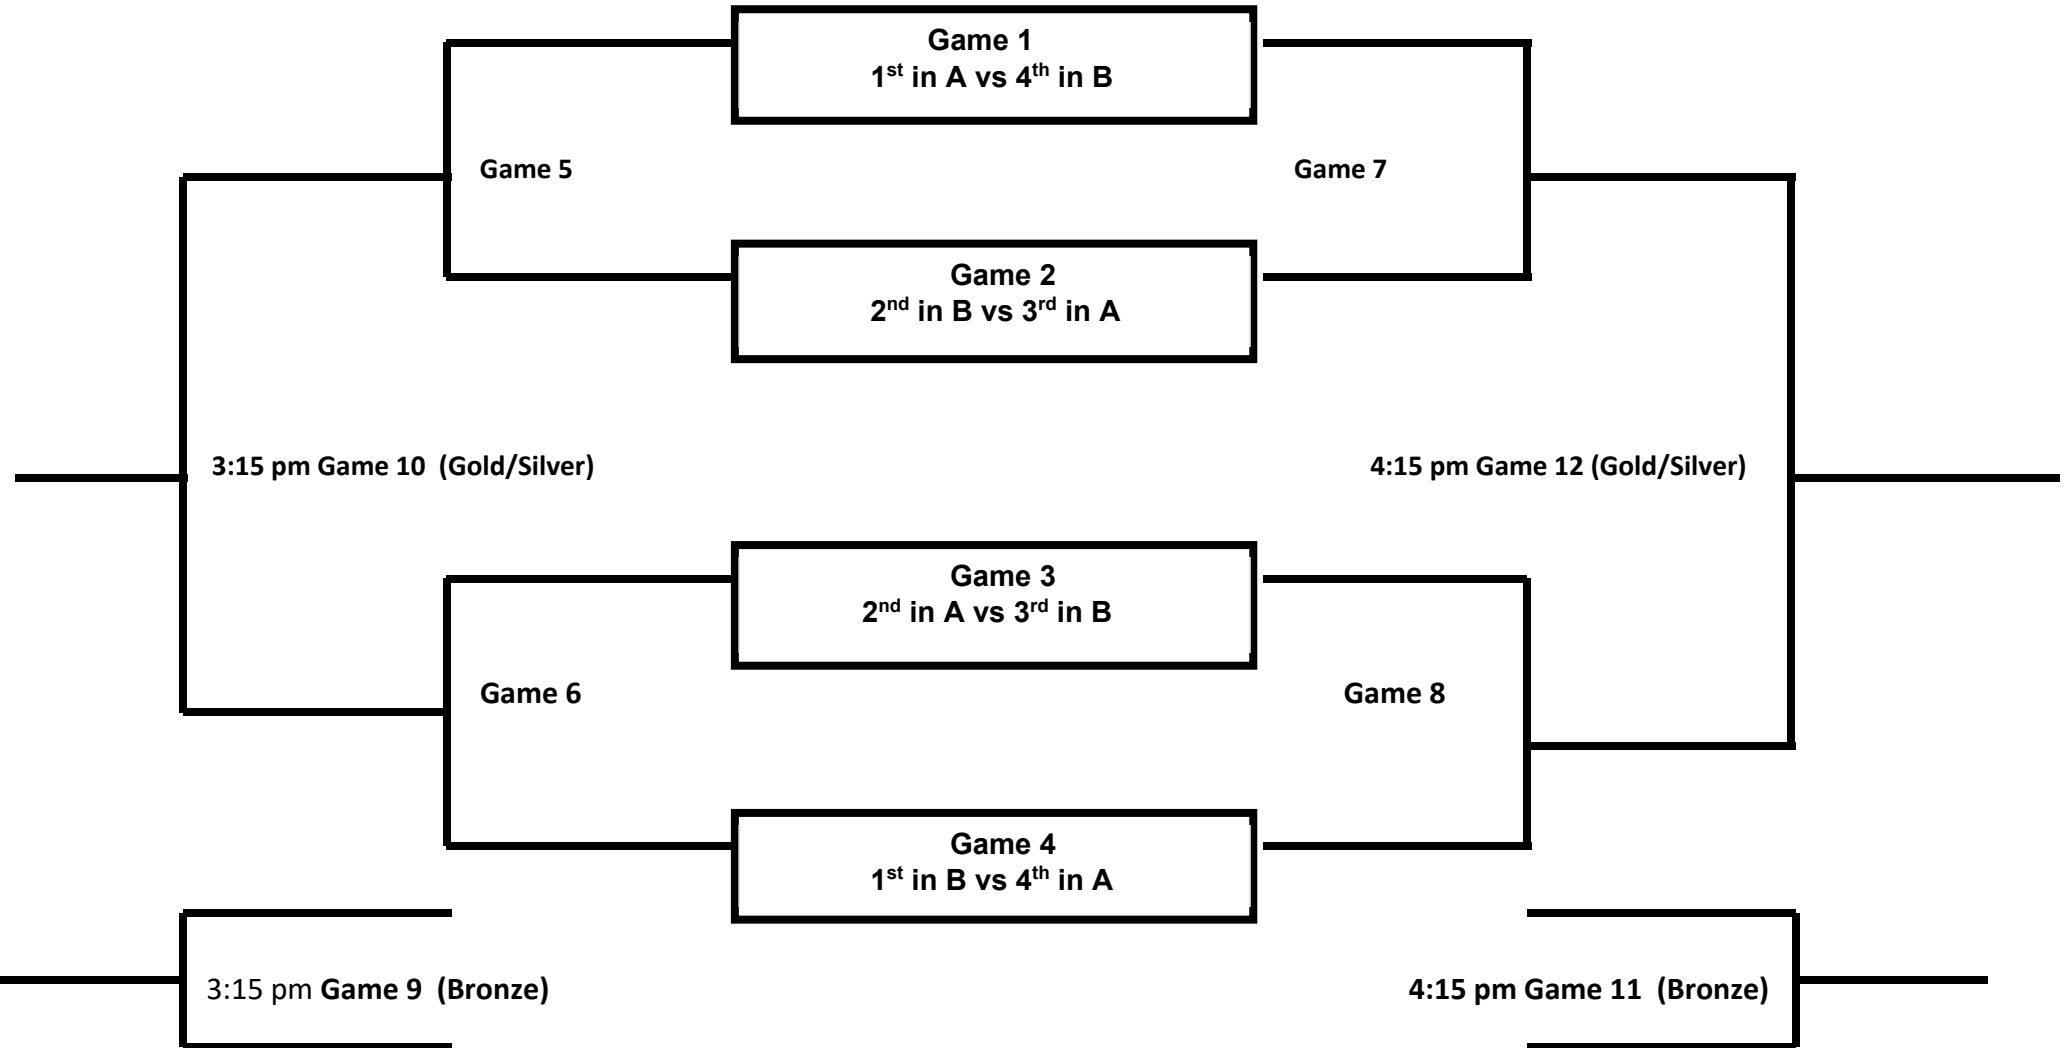 Game 1
1st in A vs 4th in B
Game 5
Game 7
Game 2
2nd in B vs 3rd in A
3:15 pm Game 10 (Gold/Silver)
4:15 pm Game 12 (Gold/Silver)
Game 3
2nd in A vs 3rd in B
Game 6
Game 8
Game 4
1st in B vs 4th in A
3:15 pm Game 9 (Bronze)
4:15 pm Game 11 (Bronze)